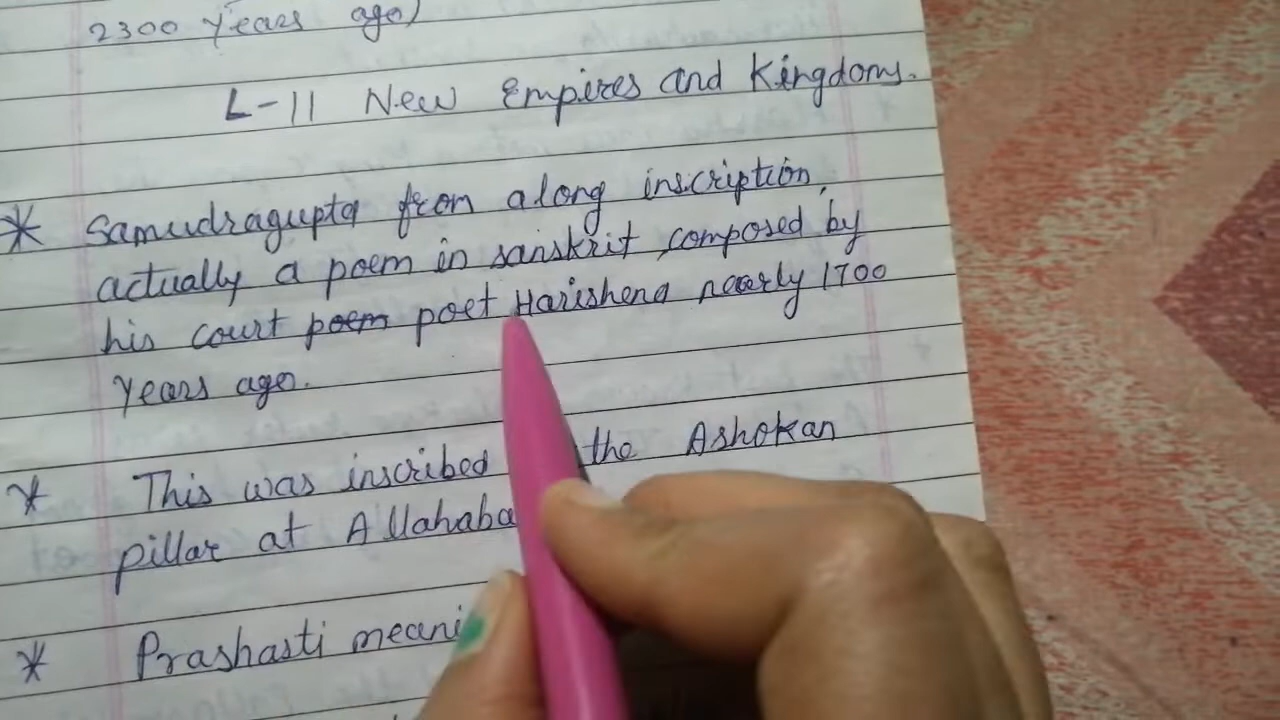 2300 years ago)
L-11 New Empires and Kingdoms.
* Samudragupta from along inscription,
actually a poem in sanskrit, composed by
his court poem poet Harishena nearly 1700
years ago.
* This was inscribed the Ashokan
pillar at Allahaba
* Prashasti meani